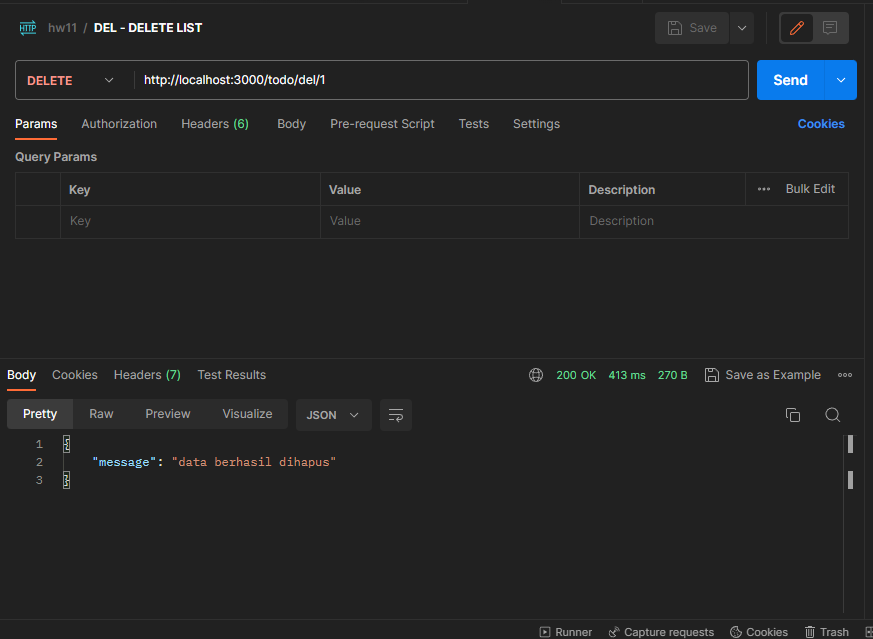 HTTP hw11 / DEL - DELETE LIST Save
DELETE http://localhost:3000/todo/del/1 Send
Params Authorization Headers (6) Body Pre-request Script Tests Settings Cookies
Query Params
Key Value Description ••• Bulk Edit
Key Value Description
Body Cookies Headers (7) Test Results 200 OK 413 ms 270 B Save as Example
Pretty Raw Preview Visualize JSON
1 {
2 "message": "data berhasil dihapus"
3 }
Runner Capture requests Cookies Trash